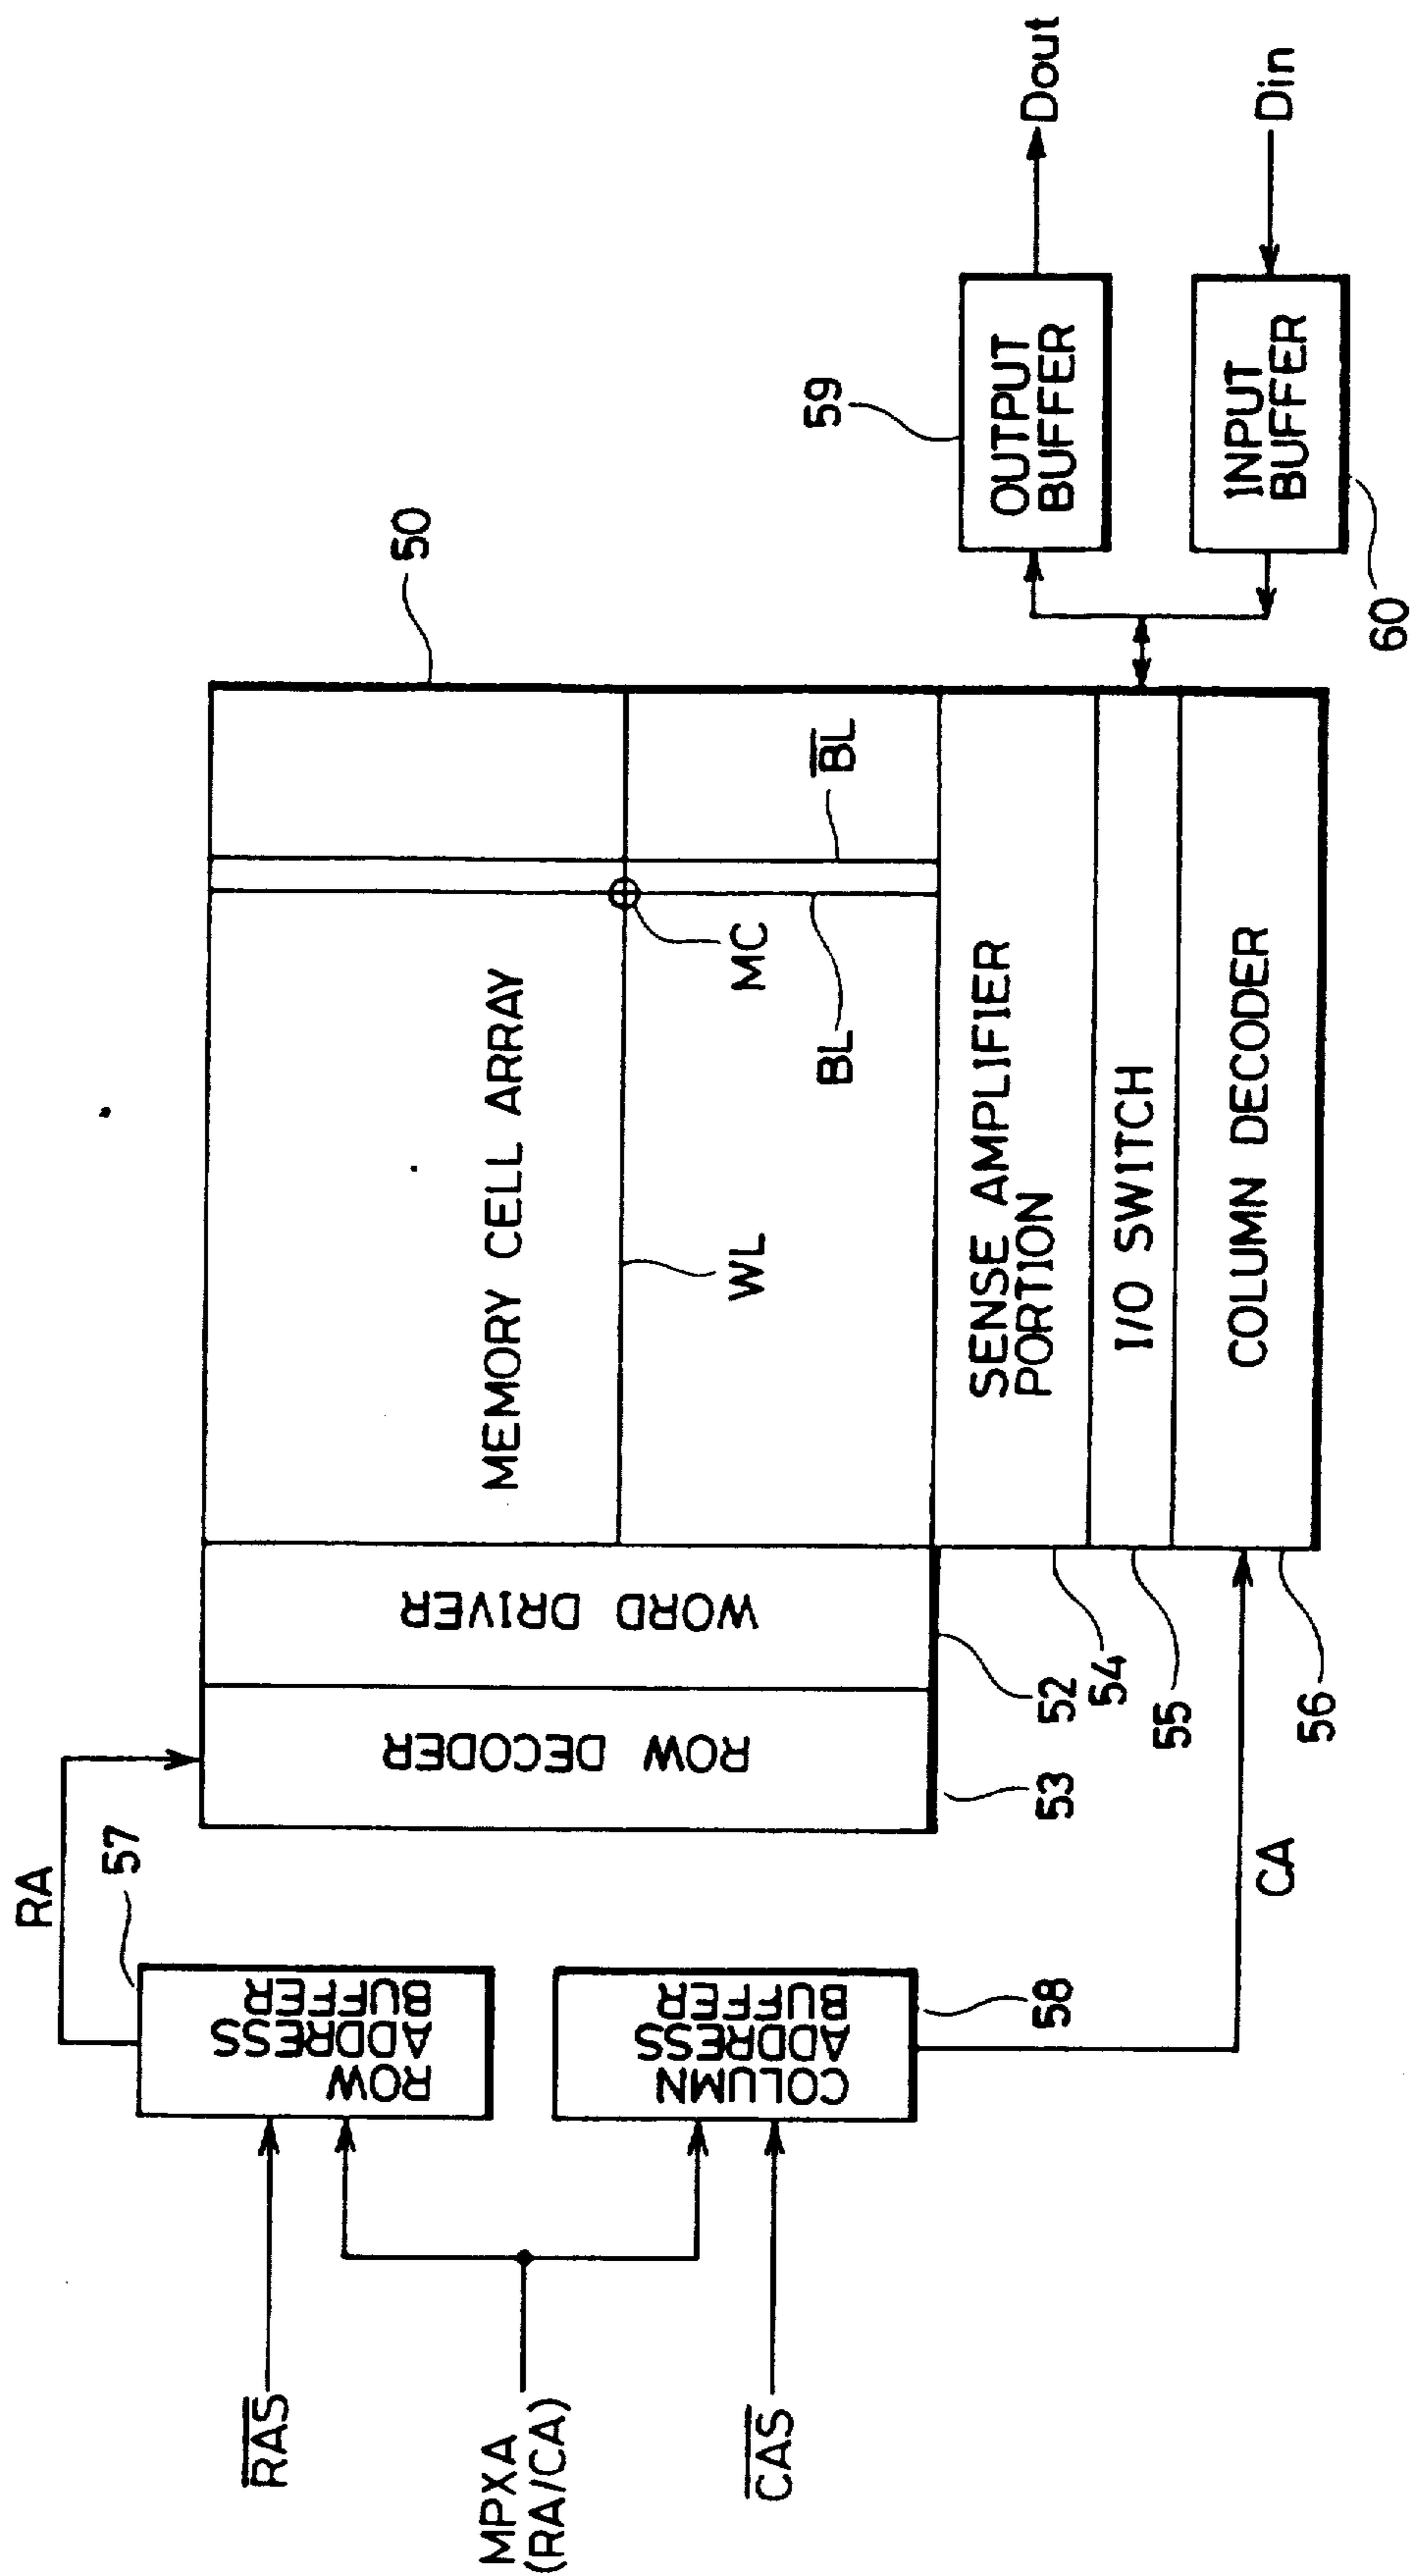 RA
57
50
ROW
ADDRESS
BUFFER
RAS
MPXA
(RA/CA)
CAS
COLUMN
ADDRESS
BUFFER
58
CA
ROW DECODER
53
WORD DRIVER
52
MEMORY CELL ARRAY
WL
MC
BL
BL
SENSE AMPLIFIER
PORTION
54
I/O SWITCH
55
COLUMN DECODER
56
59
OUTPUT
BUFFER
Dout
INPUT
BUFFER
60
Din